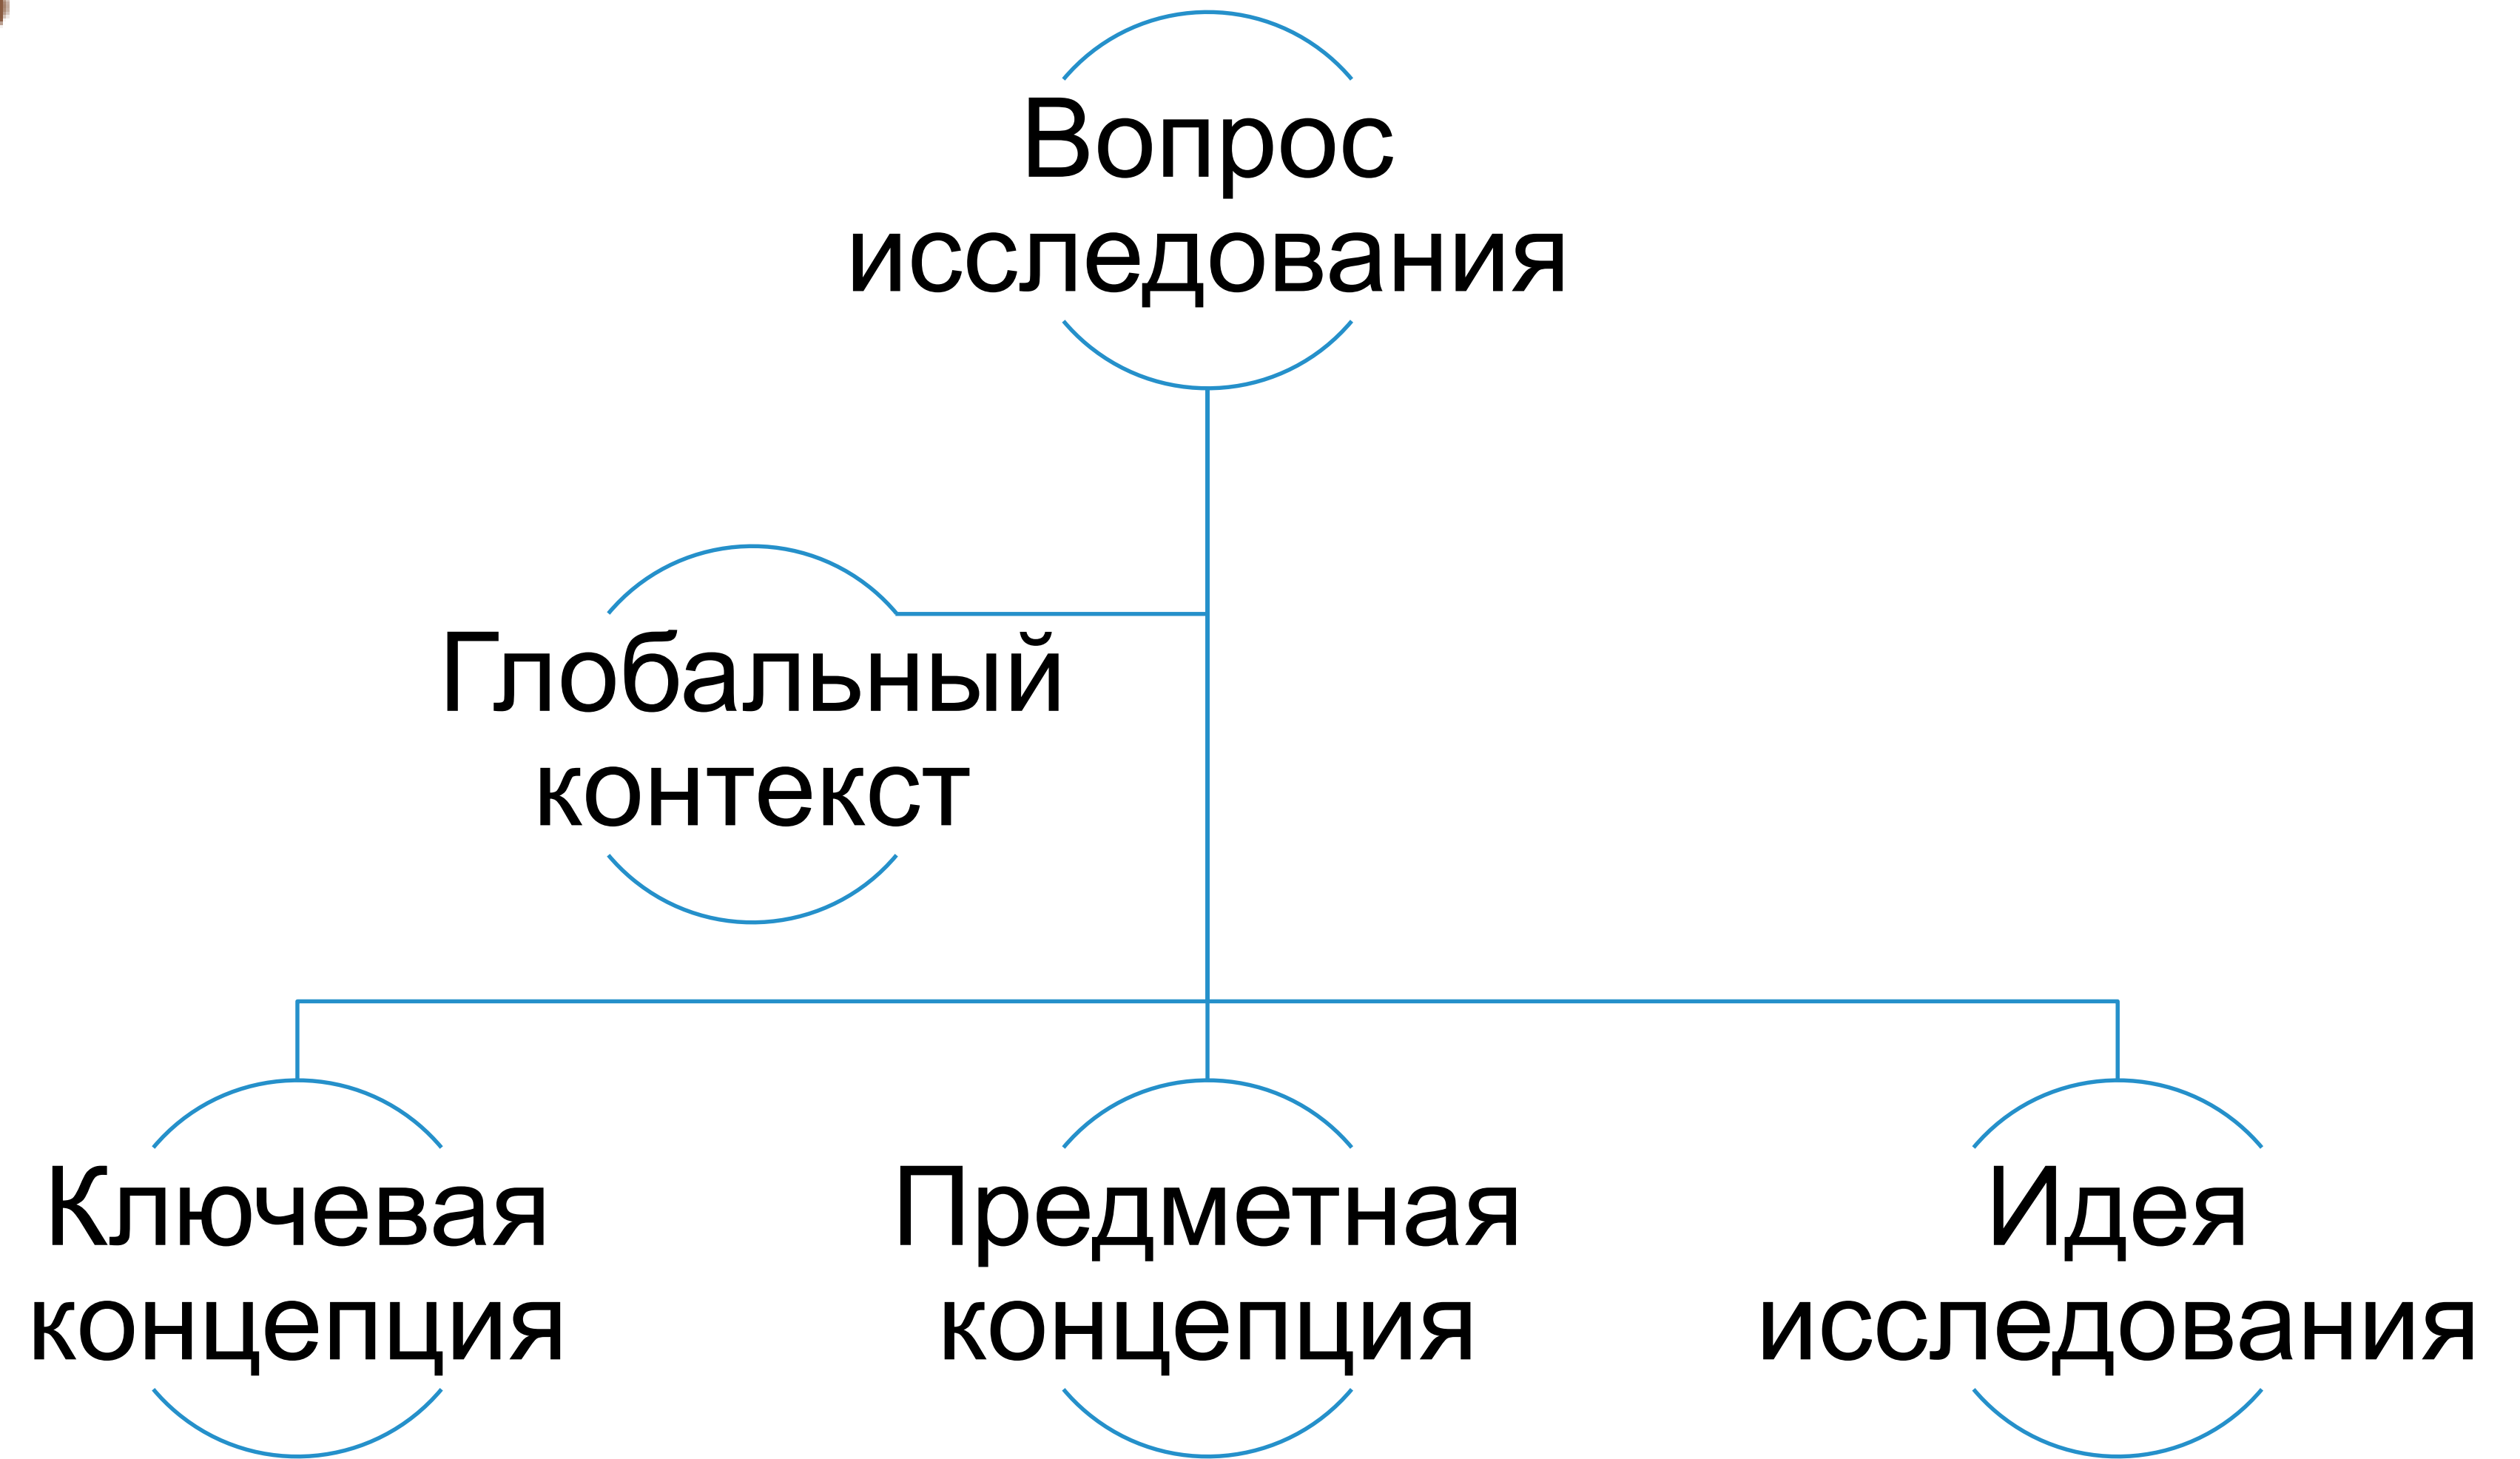 Вопрос
исследования
Глобальный
контекст
Ключевая
концепция
Предметная
концепция
Идея
исследования